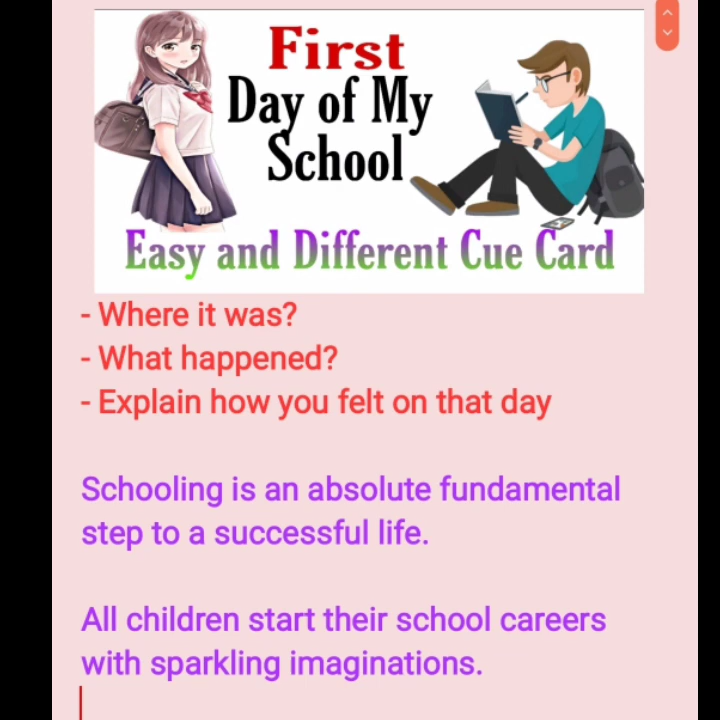 First
Day of My
School
Easy and Different Cue Card
- Where it was?
- What happened?
- Explain how you felt on that day
Schooling is an absolute fundamental
step to a successful life.
All children start their school careers
with sparkling imaginations.